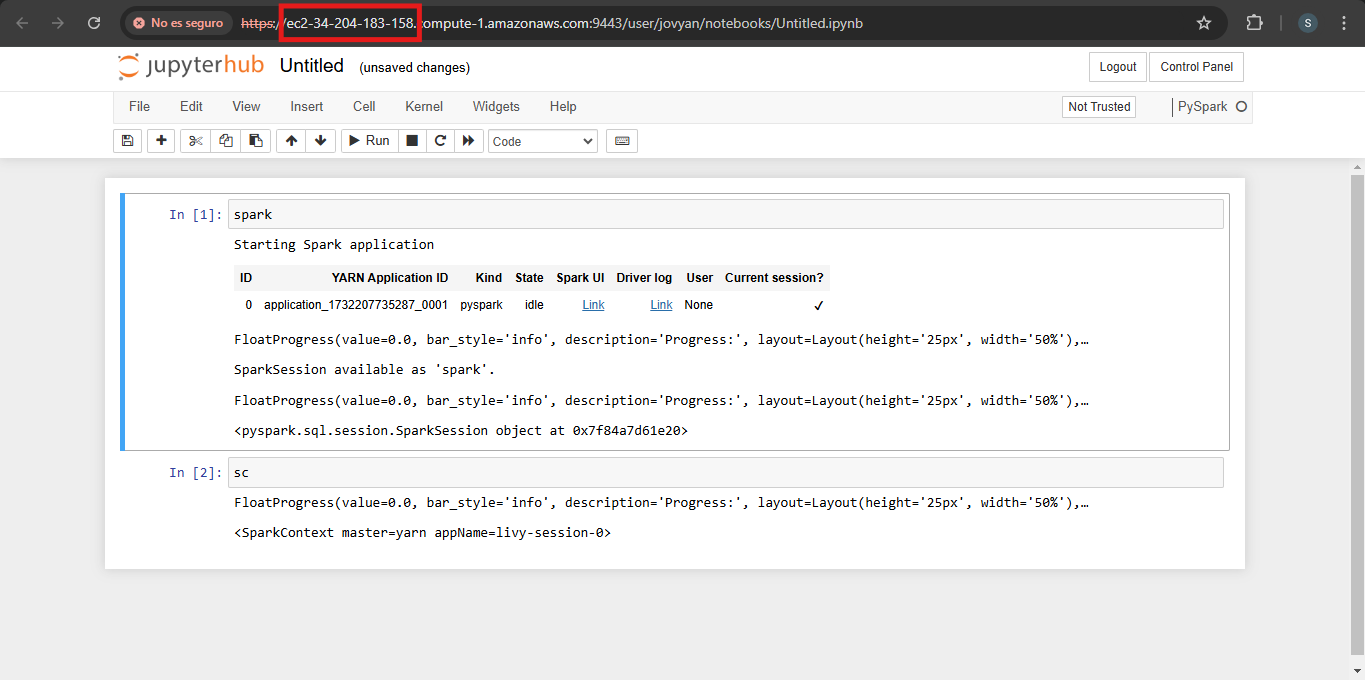 No es seguro https://ec2-34-204-183-158.compute-1.amazonaws.com:9443/user/jovyan/notebooks/Untitled.ipynb S
jupyterhub Untitled (unsaved changes) Logout Control Panel
File Edit View Insert Cell Kernel Widgets Help Not Trusted PySpark
Run Code
In [1]: spark
Starting Spark application
ID YARN Application ID Kind State Spark UI Driver log User Current session?
0 application_1732207735287_0001 pyspark idle Link Link None ✓
FloatProgress(value=0.0, bar_style='info', description='Progress:', layout=Layout(height='25px', width='50%'),…
SparkSession available as 'spark'.
FloatProgress(value=0.0, bar_style='info', description='Progress:', layout=Layout(height='25px', width='50%'),…
<pyspark.sql.session.SparkSession object at 0x7f84a7d61e20>
In [2]: sc
FloatProgress(value=0.0, bar_style='info', description='Progress:', layout=Layout(height='25px', width='50%'),…
<SparkContext master=yarn appName=livy-session-0>